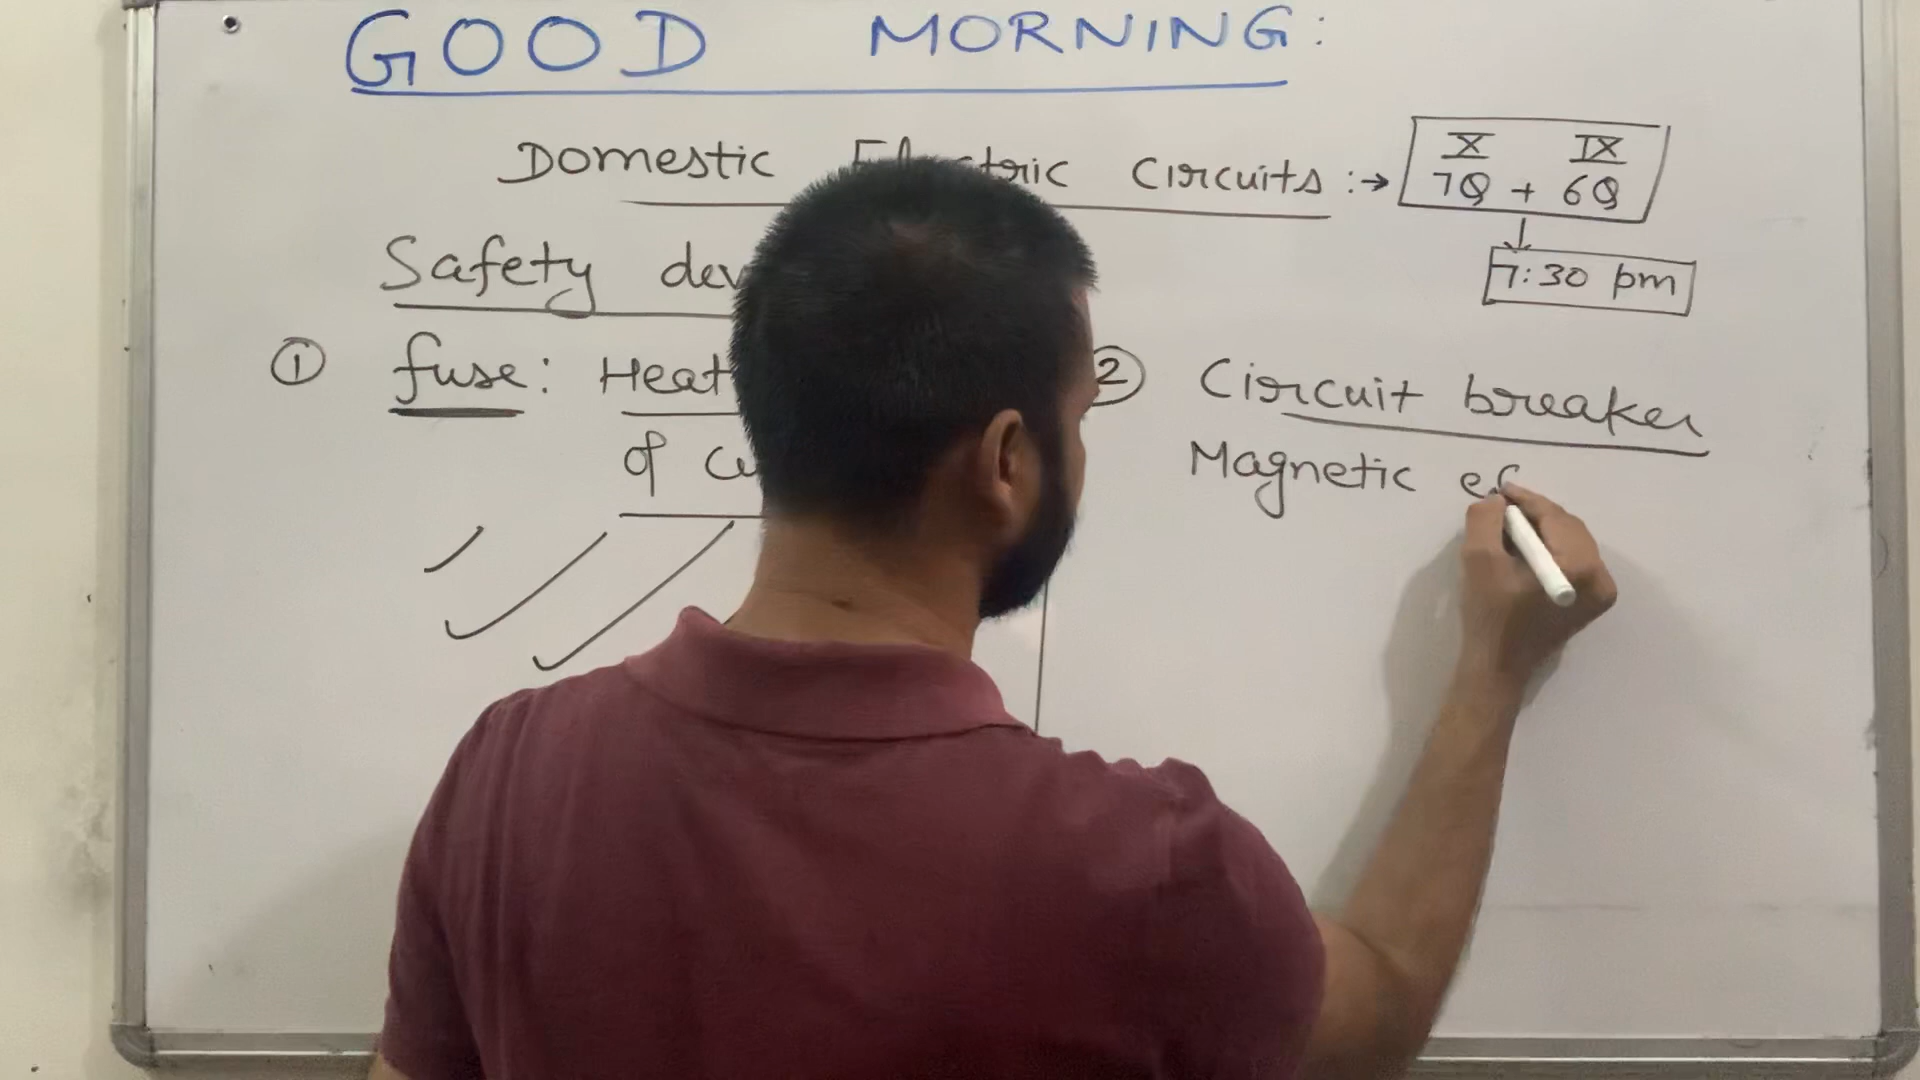 GOOD MORNING:
Domestic Circuits :→
X IX
7Q + 6Q
7:30 pm
Safety
① fuse: Heat
of
② Circuit breaker
Magnetic